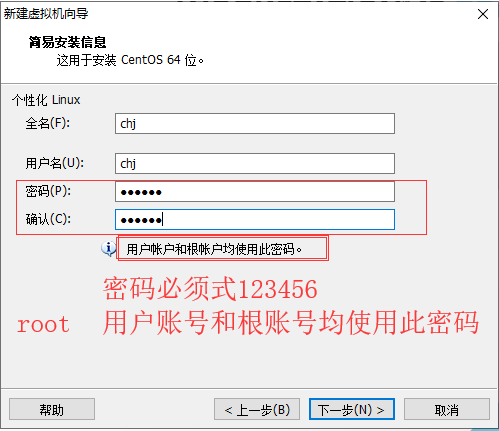 新建虚拟机向导
简易安装信息
这用于安装 CentOS 64 位。
个性化 Linux
全名(F): chj
用户名(U): chj
密码(P): ●●●●●●
确认(C): ●●●●●●
用户帐户和根帐户均使用此密码。
密码必须式123456
root 用户账号和根账号均使用此密码
帮助 < 上一步(B) 下一步(N) > 取消